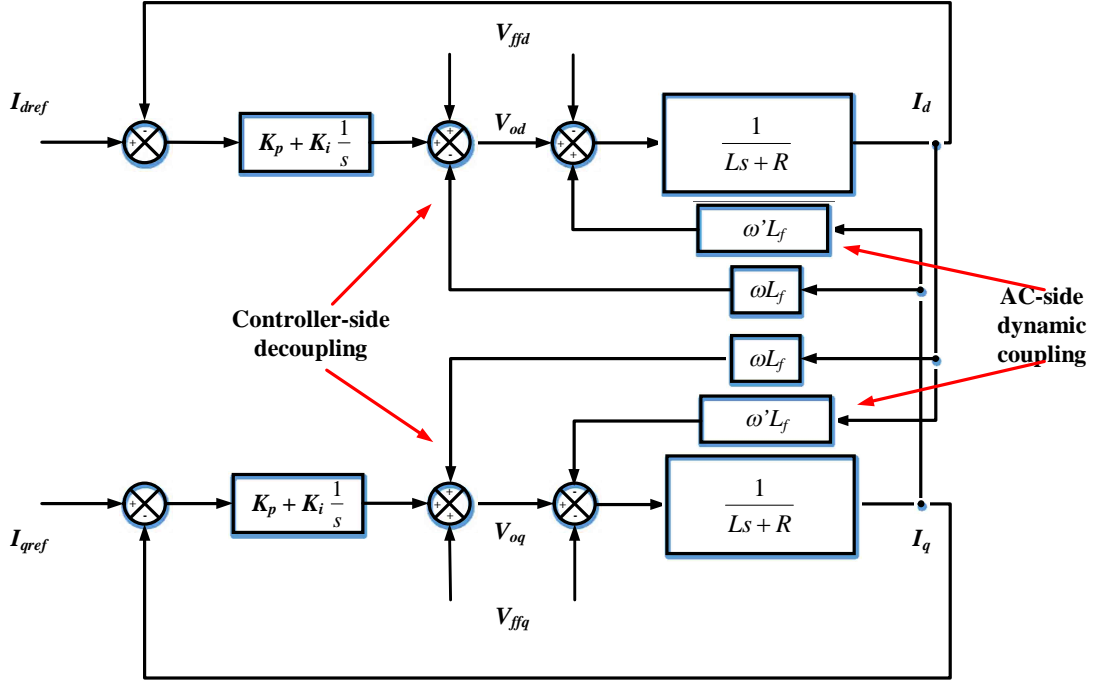 V_ffd
I_dref
V_od
I_d
K_p + K_i 1/s
1/(Ls + R)
- + + + - - + +
ω’L_f
ωL_f
Controller-side
decoupling
AC-side
dynamic
coupling
ωL_f
ω’L_f
+ - + + + - + -
K_p + K_i 1/s
1/(Ls + R)
I_qref
V_oq
I_q
V_ffq